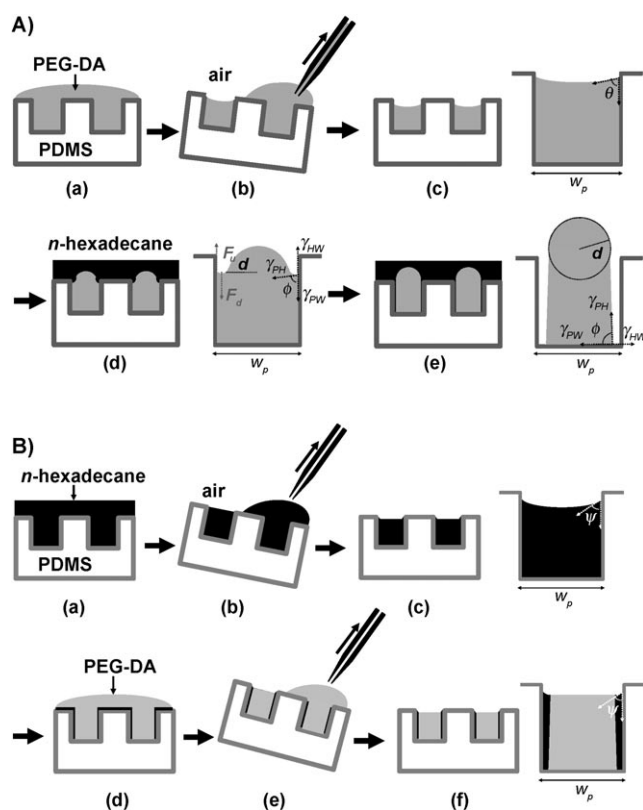 A)
PEG-DA
air
PDMS
θ
w_p
(a)
(b)
(c)
n-hexadecane
F_u
d
γ_HW
γ_PH
ϕ
F_d
γ_PW
w_p
(d)
d
γ_PH
γ_PW
ϕ
γ_HW
w_p
(e)
B)
n-hexadecane
air
PDMS
ψ
w_p
(a)
(b)
(c)
PEG-DA
ψ
w_p
(d)
(e)
(f)